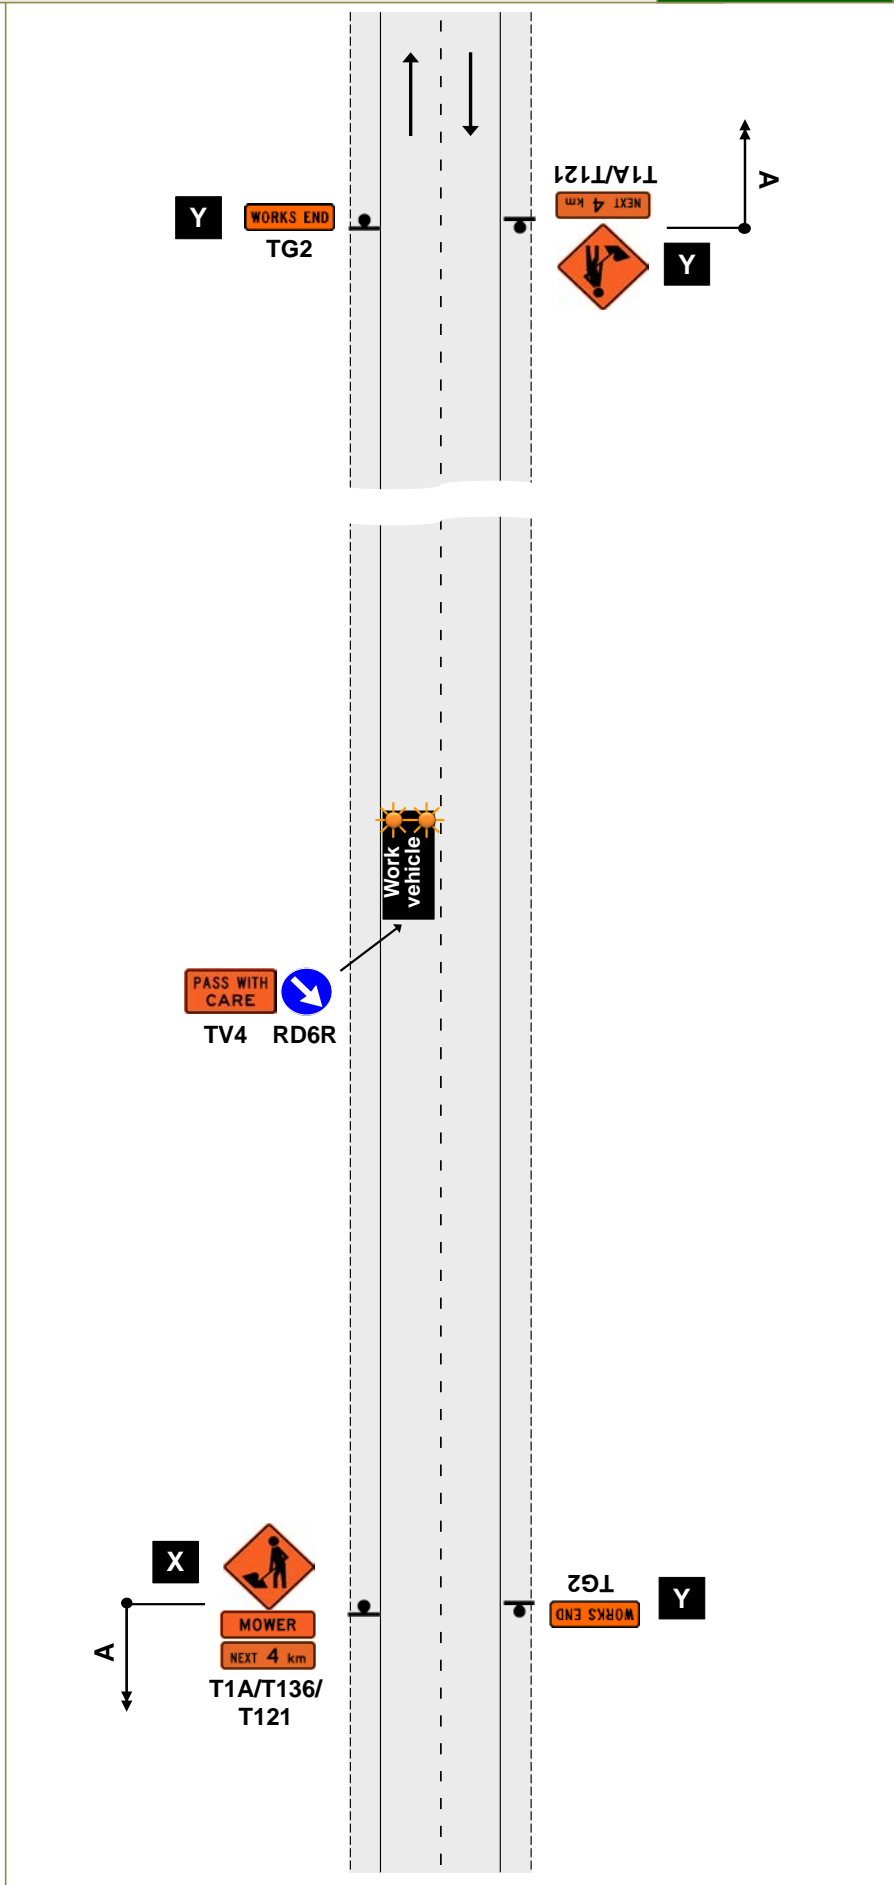 T1A/T121
NEXT 4 km
A
Y
WORKS END
TG2
Y
Work
vehicle
PASS WITH
CARE
TV4 RD6R
X
MOWER
NEXT 4 km
T1A/T136/
T121
A
TG2
WORKS END
Y